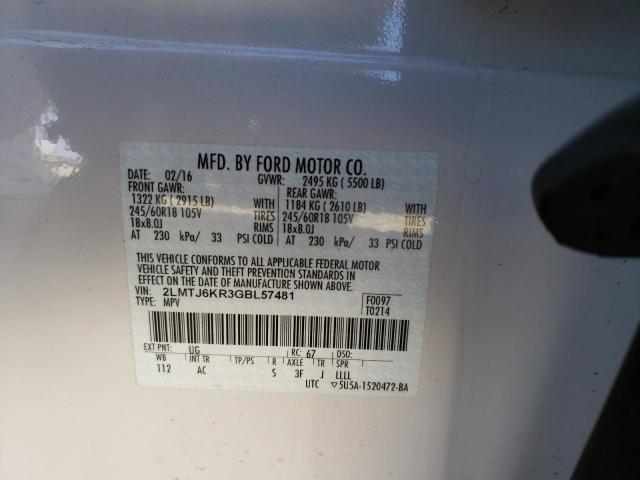 MFD. BY FORD MOTOR CO.
DATE: 02/16 GVWR: 2495 KG ( 5500 LB)
FRONT GAWR: REAR GAWR:
1322 KG ( 2915 LB) WITH 1184 KG ( 2610 LB) WITH
245/60R18 105V TIRES 245/60R18 105V TIRES
18x8.0J RIMS 18x8.0J RIMS
AT 230 kPa/ 33 PSI COLD AT 230 kPa/ 33 PSI COLD
THIS VEHICLE CONFORMS TO ALL APPLICABLE FEDERAL MOTOR
VEHICLE SAFETY AND THEFT PREVENTION STANDARDS IN
EFFECT ON THE DATE OF MANUFACTURE SHOWN ABOVE.
VIN: 2LMTJ6KR3GBL57481 F0097
TYPE: MPV T0214
EXT PNT: UG RC: 67 DSO:
WB INT TR TP/PS R AXLE TR SPR
112 AC S 3F J LLLL
UTC ▽5U5A-1520472-BA